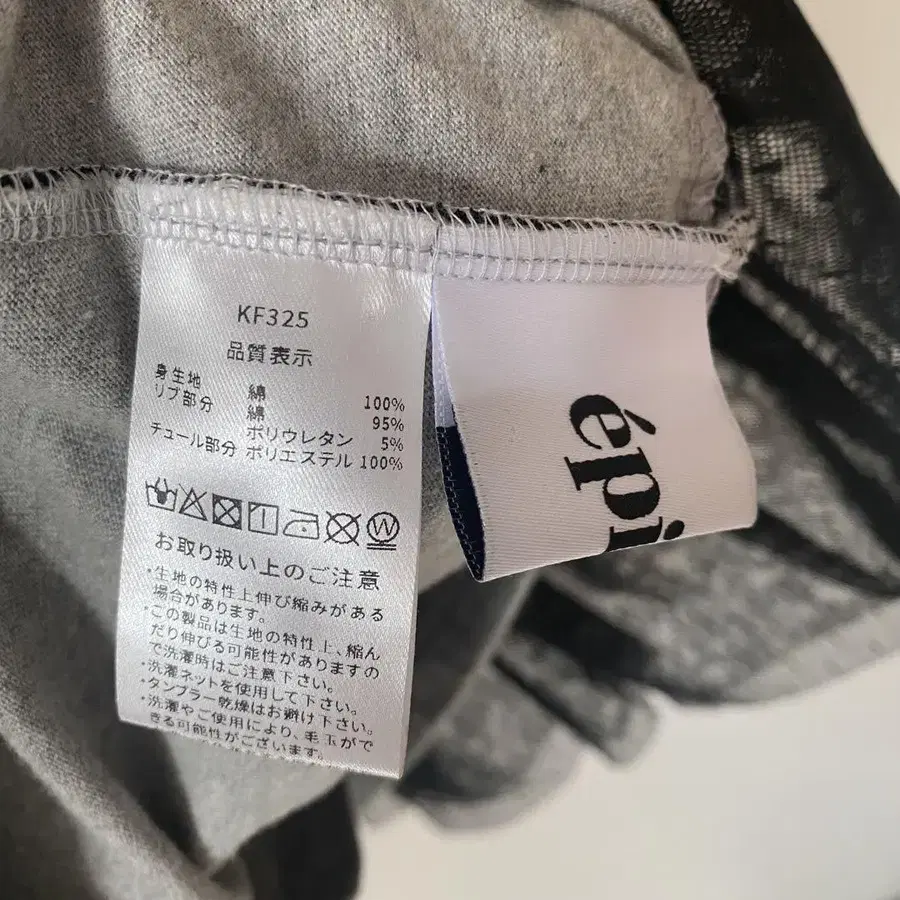 KF325
品質表示
身生地 綿 100%
リブ部分 綿 95%
ポリウレタン 5%
チュール部分 ポリエステル 100%
お取り扱い上のご注意
・生地の特性上伸び縮みがある
場合があります。
・この製品は生地の特性上、縮ん
だり伸びる可能性がありますの
で洗濯時はご注意下さい。
・洗濯ネットを使用して下さい。
・タンブラー乾燥はお避け下さい。
・洗濯やご使用により、毛玉がで
きる可能性がございます。
épi